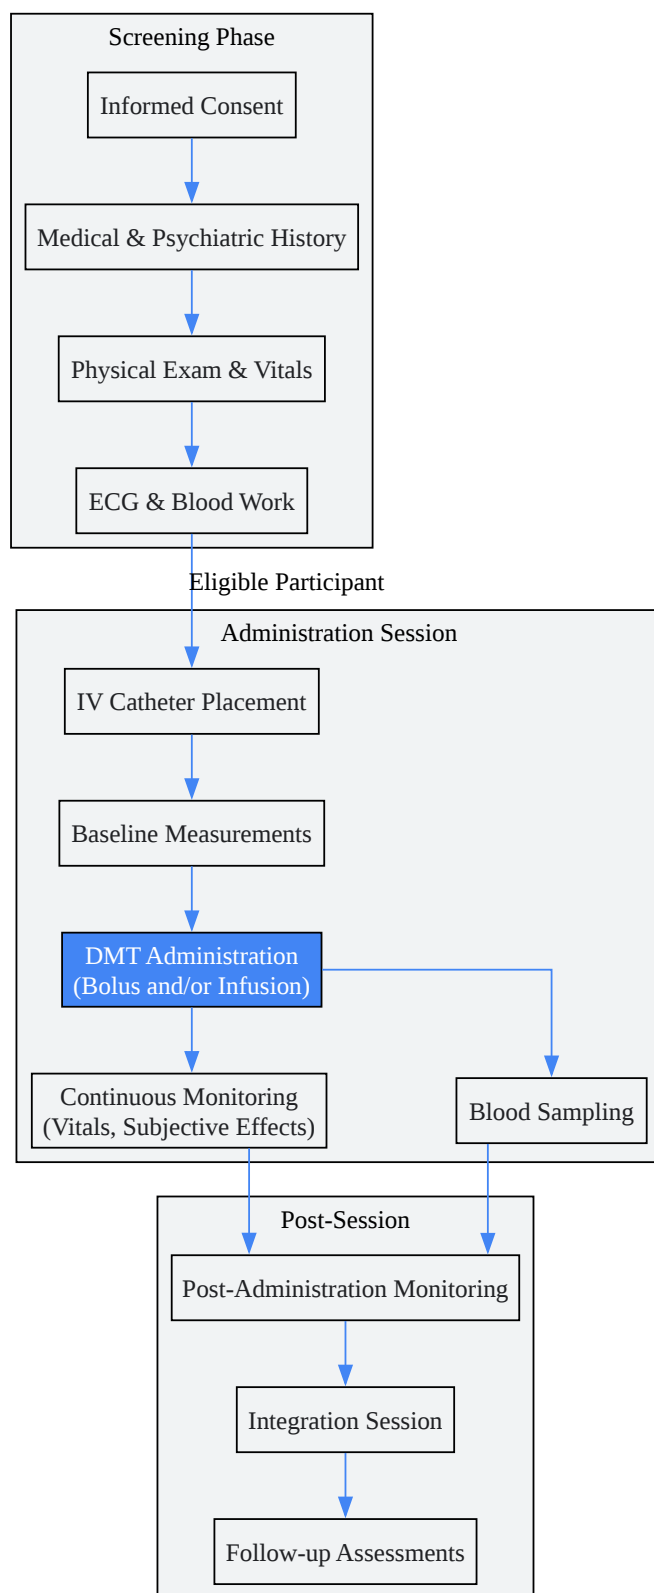 Screening Phase
Informed Consent
Medical & Psychiatric History
Physical Exam & Vitals
ECG & Blood Work
Eligible Participant
Administration Session
IV Catheter Placement
Baseline Measurements
DMT Administration
(Bolus and/or Infusion)
Continuous Monitoring
(Vitals, Subjective Effects)
Blood Sampling
Post-Session
Post-Administration Monitoring
Integration Session
Follow-up Assessments